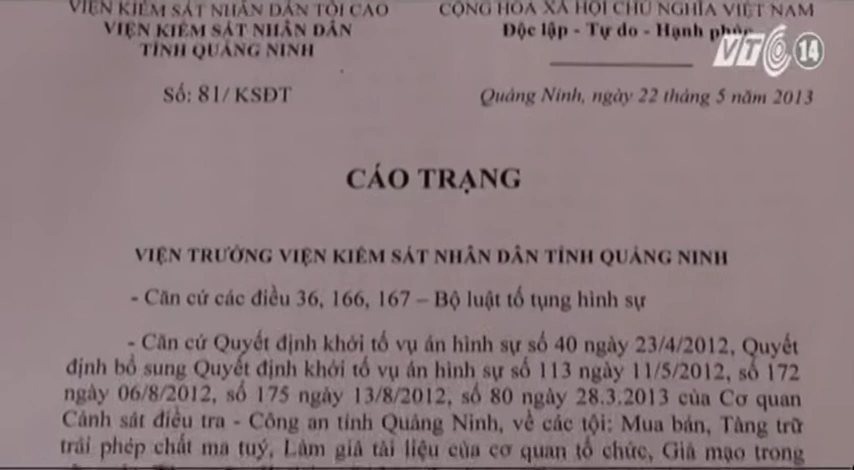 VIỆN KIỂM SÁT NHÂN DÂN TỐI CAO
CỘNG HÒA XÃ HỘI CHỦ NGHĨA VIỆT NAM
VIỆN KIỂM SÁT NHÂN DÂN
Độc lập - Tự do - Hạnh phúc
TỈNH QUẢNG NINH
VTC 14
Số: 81/ KSĐT
Quảng Ninh, ngày 22 tháng 5 năm 2013
CÁO TRẠNG
VIỆN TRƯỞNG VIỆN KIỂM SÁT NHÂN DÂN TỈNH QUẢNG NINH
- Căn cứ các điều 36, 166, 167 – Bộ luật tố tụng hình sự
- Căn cứ Quyết định khởi tố vụ án hình sự số 40 ngày 23/4/2012, Quyết
định bổ sung Quyết định khởi tố vụ án hình sự số 113 ngày 11/5/2012, số 172
ngày 06/8/2012, số 175 ngày 13/8/2012, số 80 ngày 28.3.2013 của Cơ quan
Cảnh sát điều tra - Công an tỉnh Quảng Ninh, về các tội: Mua bán, Tàng trữ
trái phép chất ma tuý, Làm giả tài liệu của cơ quan tổ chức, Giả mạo trong